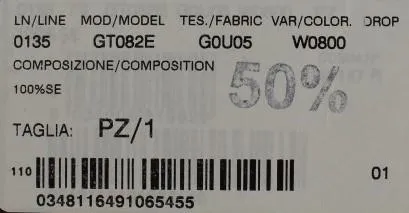 LN/LINE MOD/MODEL TES./FABRIC VAR/COLOR. DROP
0135 GT082E G0U05 W0800
COMPOSIZIONE/COMPOSITION
50%
100%SE
TAGLIA: PZ/1
110 01
0348116491065455